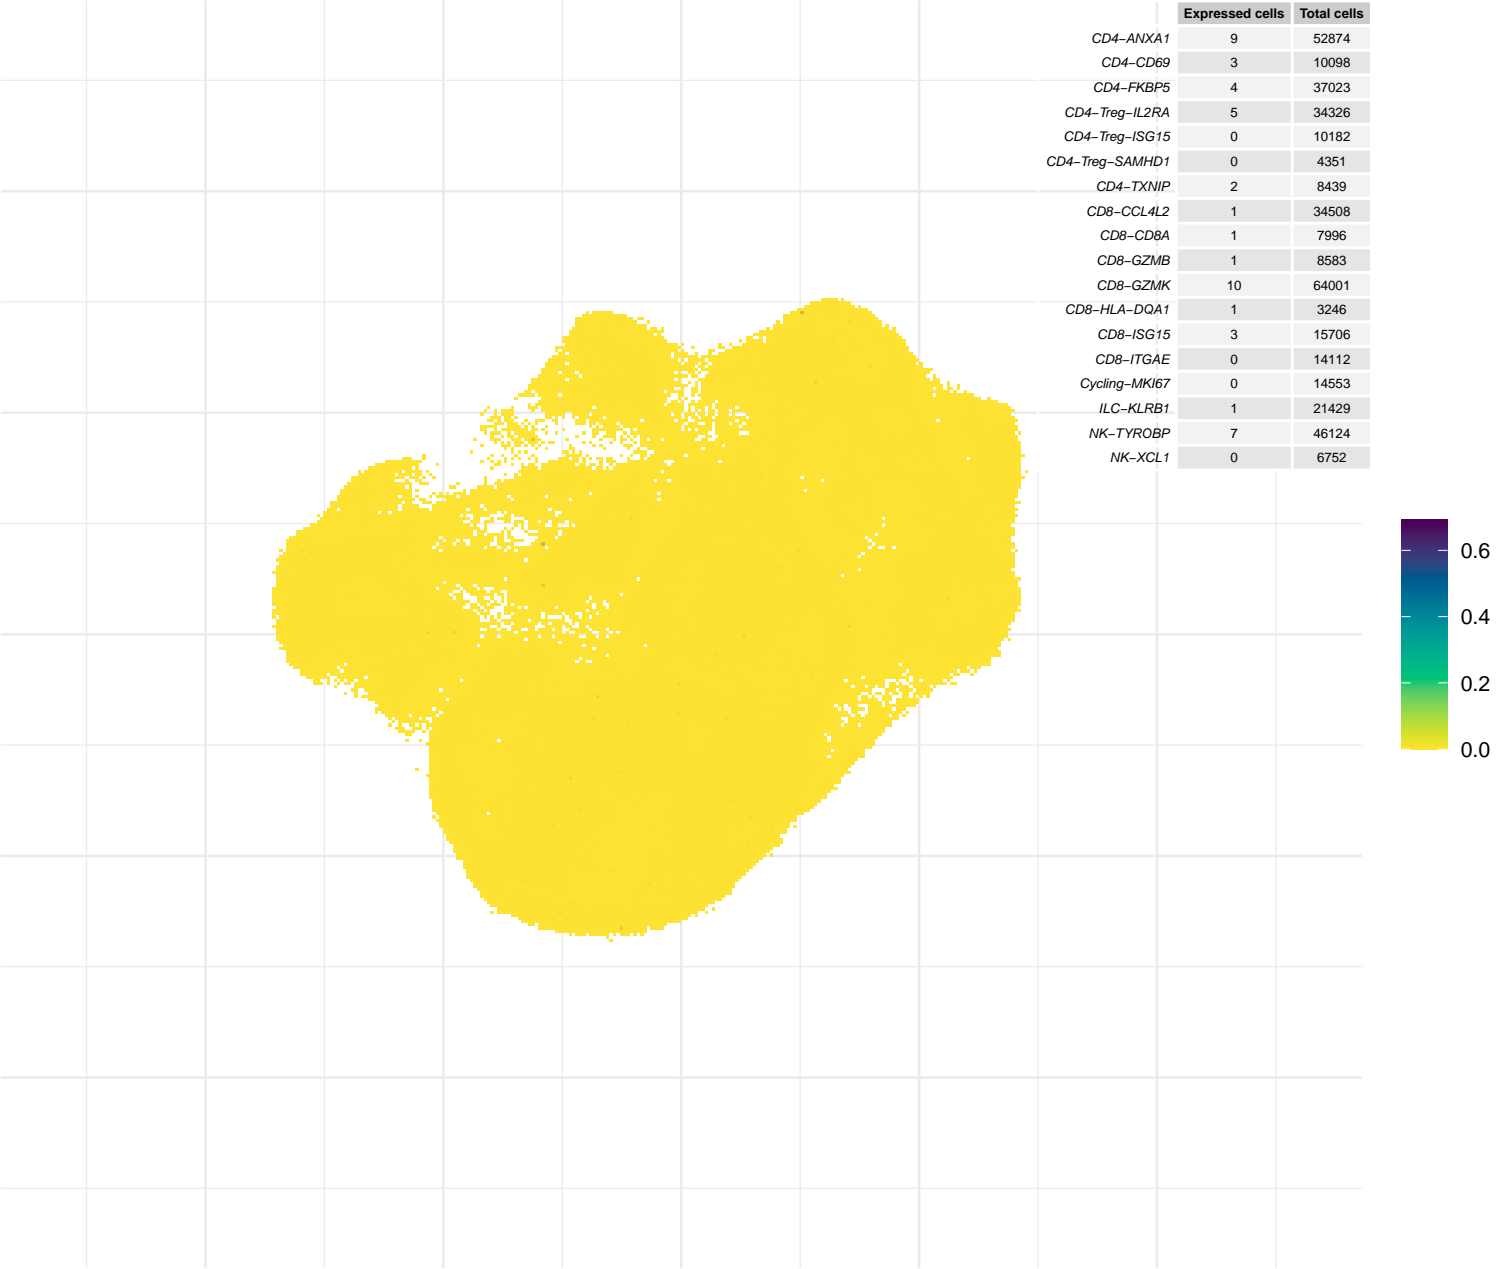 Expressed cells Total cells
CD4−ANXA1 9 52874
CD4−CD69 3 10098
CD4−FKBP5 4 37023
CD4−Treg−IL2RA 5 34326
CD4−Treg−ISG15 0 10182
CD4−Treg−SAMHD1 0 4351
CD4−TXNIP 2 8439
CD8−CCL4L2 1 34508
CD8−CD8A 1 7996
CD8−GZMB 1 8583
CD8−GZMK 10 64001
CD8−HLA−DQA1 1 3246
CD8−ISG15 3 15706
CD8−ITGAE 0 14112
Cycling−MKI67 0 14553
ILC−KLRB1 1 21429
NK−TYROBP 7 46124
NK−XCL1 0 6752
0.6
0.4
0.2
0.0